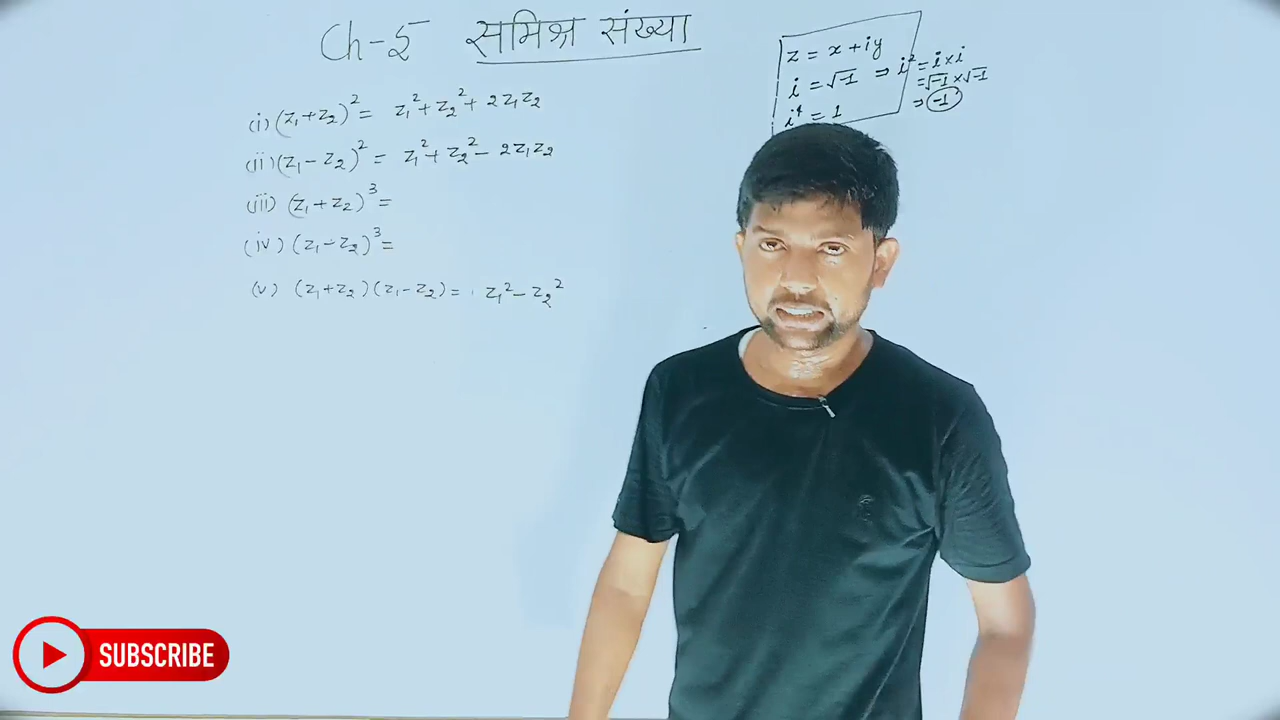 Ch-5 समिश्र संख्या
z = x + iy
i = √-1 ⇒ i² = i × i
= √-1 × √-1
⇒ -1
i⁴ = 1
(i) (z₁ + z₂)² = z₁² + z₂² + 2z₁z₂
(ii) (z₁ - z₂)² = z₁² + z₂² - 2z₁z₂
(iii) (z₁ + z₂)³ =
(iv) (z₁ - z₂)³ =
(v) (z₁ + z₂)(z₁ - z₂) = z₁² - z₂²
SUBSCRIBE